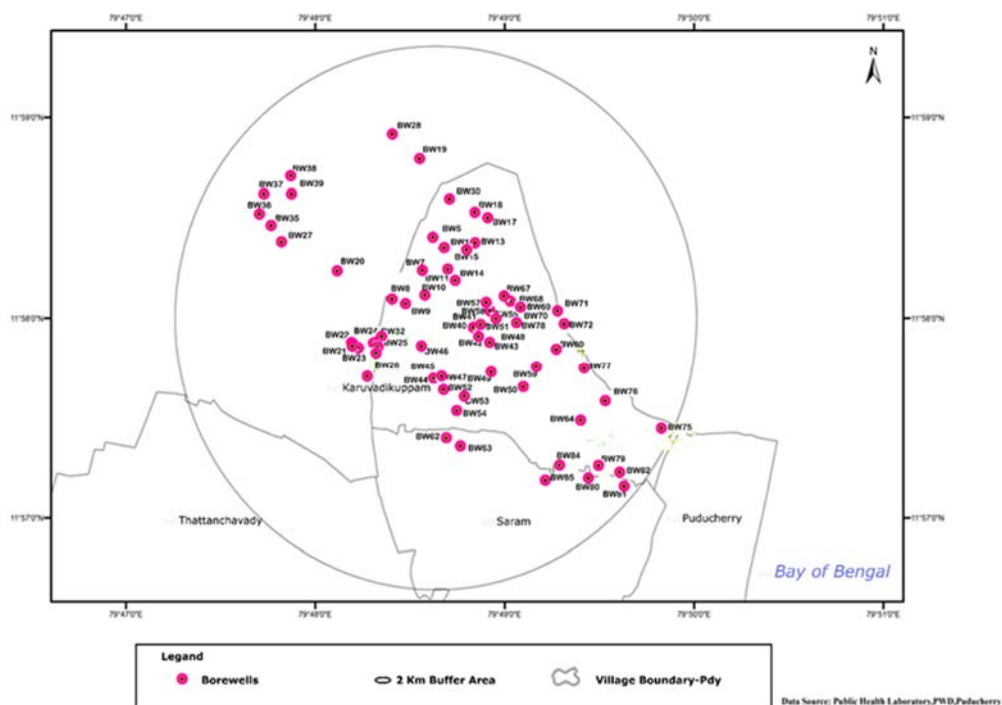 79°47'0"E 79°48'0"E 79°49'0"E 79°50'0"E 79°51'0"E
N
11°59'0"N 11°59'0"N
BW28
BW19
BW38
BW37 BW39
BW30
BW36 BW18
BW35 BW17
BW5
BW27 BW13
BW15
BW7
BW20 BW14
BW11
BW8 BW10 BW67
BW57 BW68
BW9 BW69 BW71
11°58'0"N BW70 11°58'0"N
BW40 BW51 BW78 BW72
BW24 BW32
BW22 BW48
BW21 BW25 BW43
BW23 BW46 BW60
BW26 BW45 BW59 BW77
BW44 BW47 BW49
Karuvadikuppam BW52 BW50
BW53 BW76
BW54
BW64
BW75
BW62
BW63
BW84 BW79
BW82
BW85 BW80
BW81
11°57'0"N Thattanchavady Saram Puducherry 11°57'0"N
Bay of Bengal
79°47'0"E 79°48'0"E 79°49'0"E 79°50'0"E 79°51'0"E
Legand
Borewells 2 Km Buffer Area Village Boundary-Pdy
Data Source: Public Health Laboratory,PWD,Puducherry